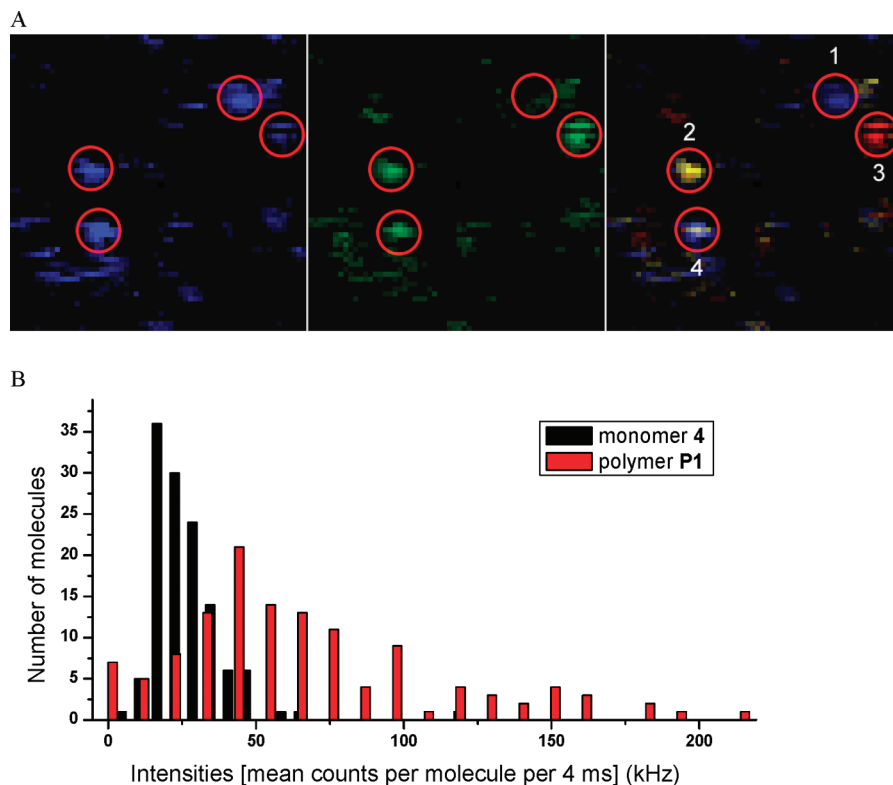 A
1
2
3
4
B
Number of molecules
35
30
25
20
15
10
5
0
monomer 4
polymer P1
0 50 100 150 200
Intensities [mean counts per molecule per 4 ms] (kHz)